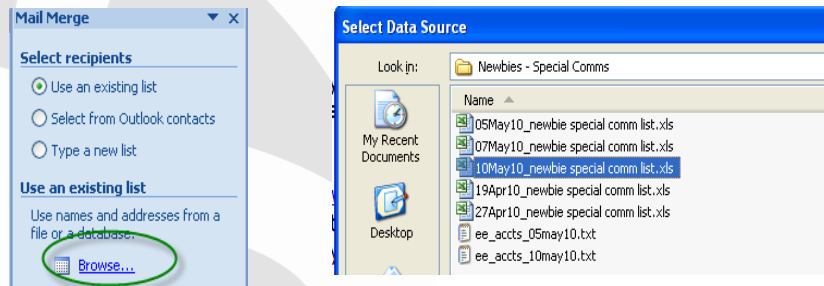 Mail Merge
Select recipients
Use an existing list
Select from Outlook contacts
Type a new list
Use an existing list
Use names and addresses from a
file or a database.
Browse...
Select Data Source
Look in:
Newbies - Special Comms
My Recent
Documents
Desktop
Name
05May10_newbie special comm list.xls
07May10_newbie special comm list.xls
10May10_newbie special comm list.xls
19Apr10_newbie special comm list.xls
27Apr10_newbie special comm list.xls
ee_accts_05may10.txt
ee_accts_10may10.txt